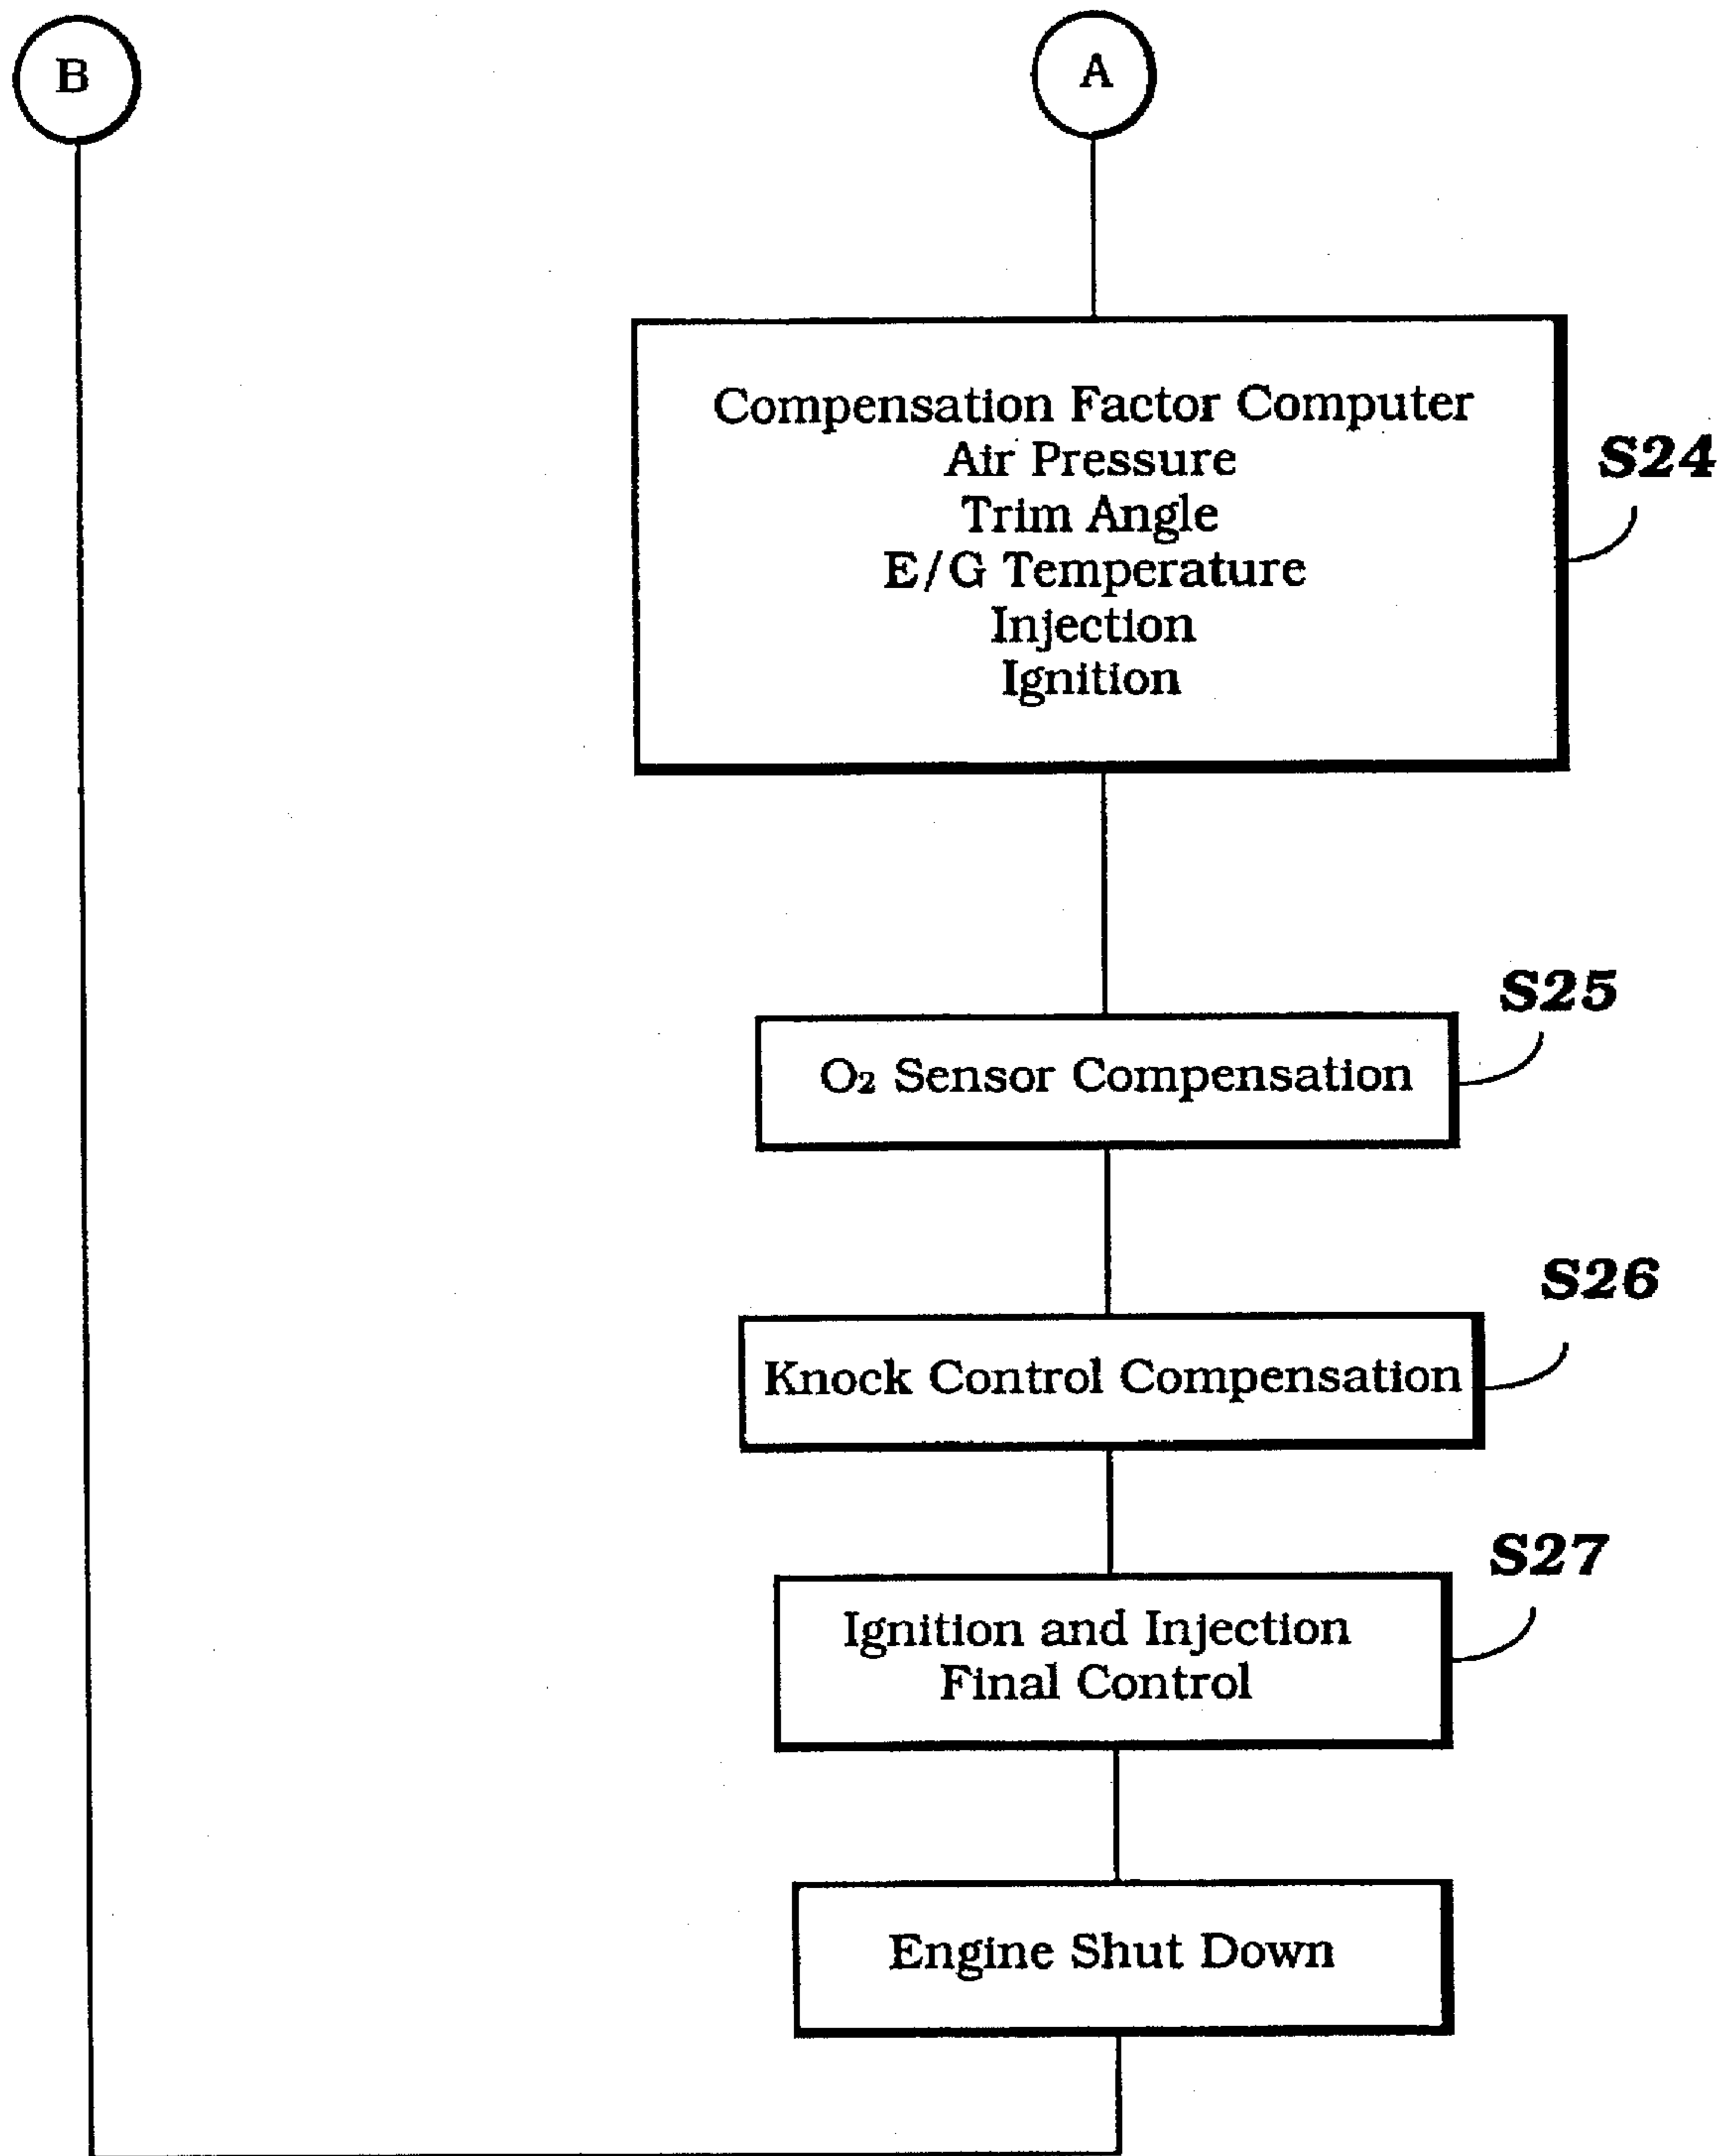 B
A
Compensation Factor Computer
Air Pressure
Trim Angle
E/G Temperature
Injection
Ignition
S24
S25
O₂ Sensor Compensation
S26
Knock Control Compensation
S27
Ignition and Injection
Final Control
Engine Shut Down